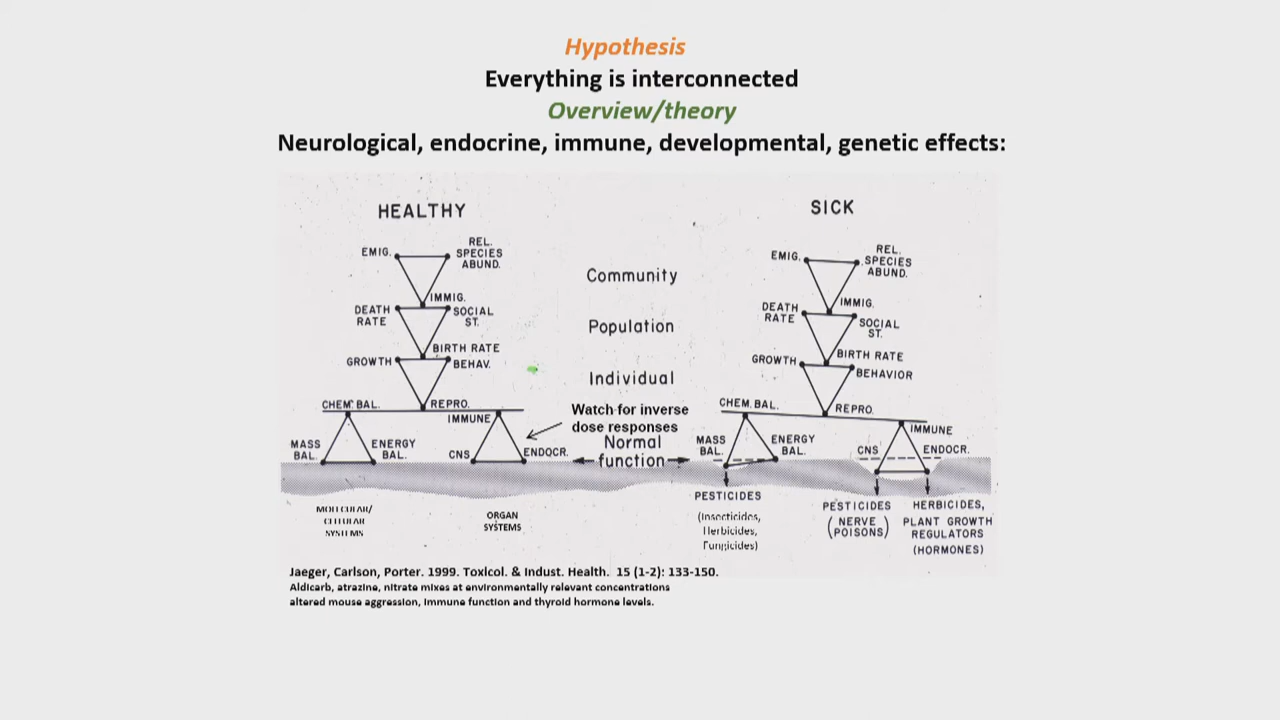 Hypothesis
Everything is interconnected
Overview/theory
Neurological, endocrine, immune, developmental, genetic effects:
HEALTHY
EMIG.
REL.
SPECIES
ABUND.
IMMIG.
DEATH
RATE
SOCIAL
ST.
BIRTH RATE
GROWTH
BEHAV.
CHEM. BAL.
REPRO.
IMMUNE
MASS
BAL.
ENERGY
BAL.
CNS
ENDOCR.
MOLECULAR/
CELLULAR
SYSTEMS
ORGAN
SYSTEMS
Community
Population
Individual
Watch for inverse
dose responses
Normal
function
SICK
EMIG.
REL.
SPECIES
ABUND.
IMMIG.
DEATH
RATE
SOCIAL
ST.
BIRTH RATE
GROWTH
BEHAVIOR
CHEM. BAL.
REPRO.
IMMUNE
MASS
BAL.
ENERGY
BAL.
CNS
ENDOCR.
PESTICIDES
(Insecticides,
Herbicides,
Fungicides)
PESTICIDES
(NERVE
POISONS)
HERBICIDES,
PLANT GROWTH
REGULATORS
(HORMONES)
Jaeger, Carlson, Porter. 1999. Toxicol. & Indust. Health. 15 (1-2): 133-150.
Aldicarb, atrazine, nitrate mixes at environmentally relevant concentrations
altered mouse aggression, immune function and thyroid hormone levels.